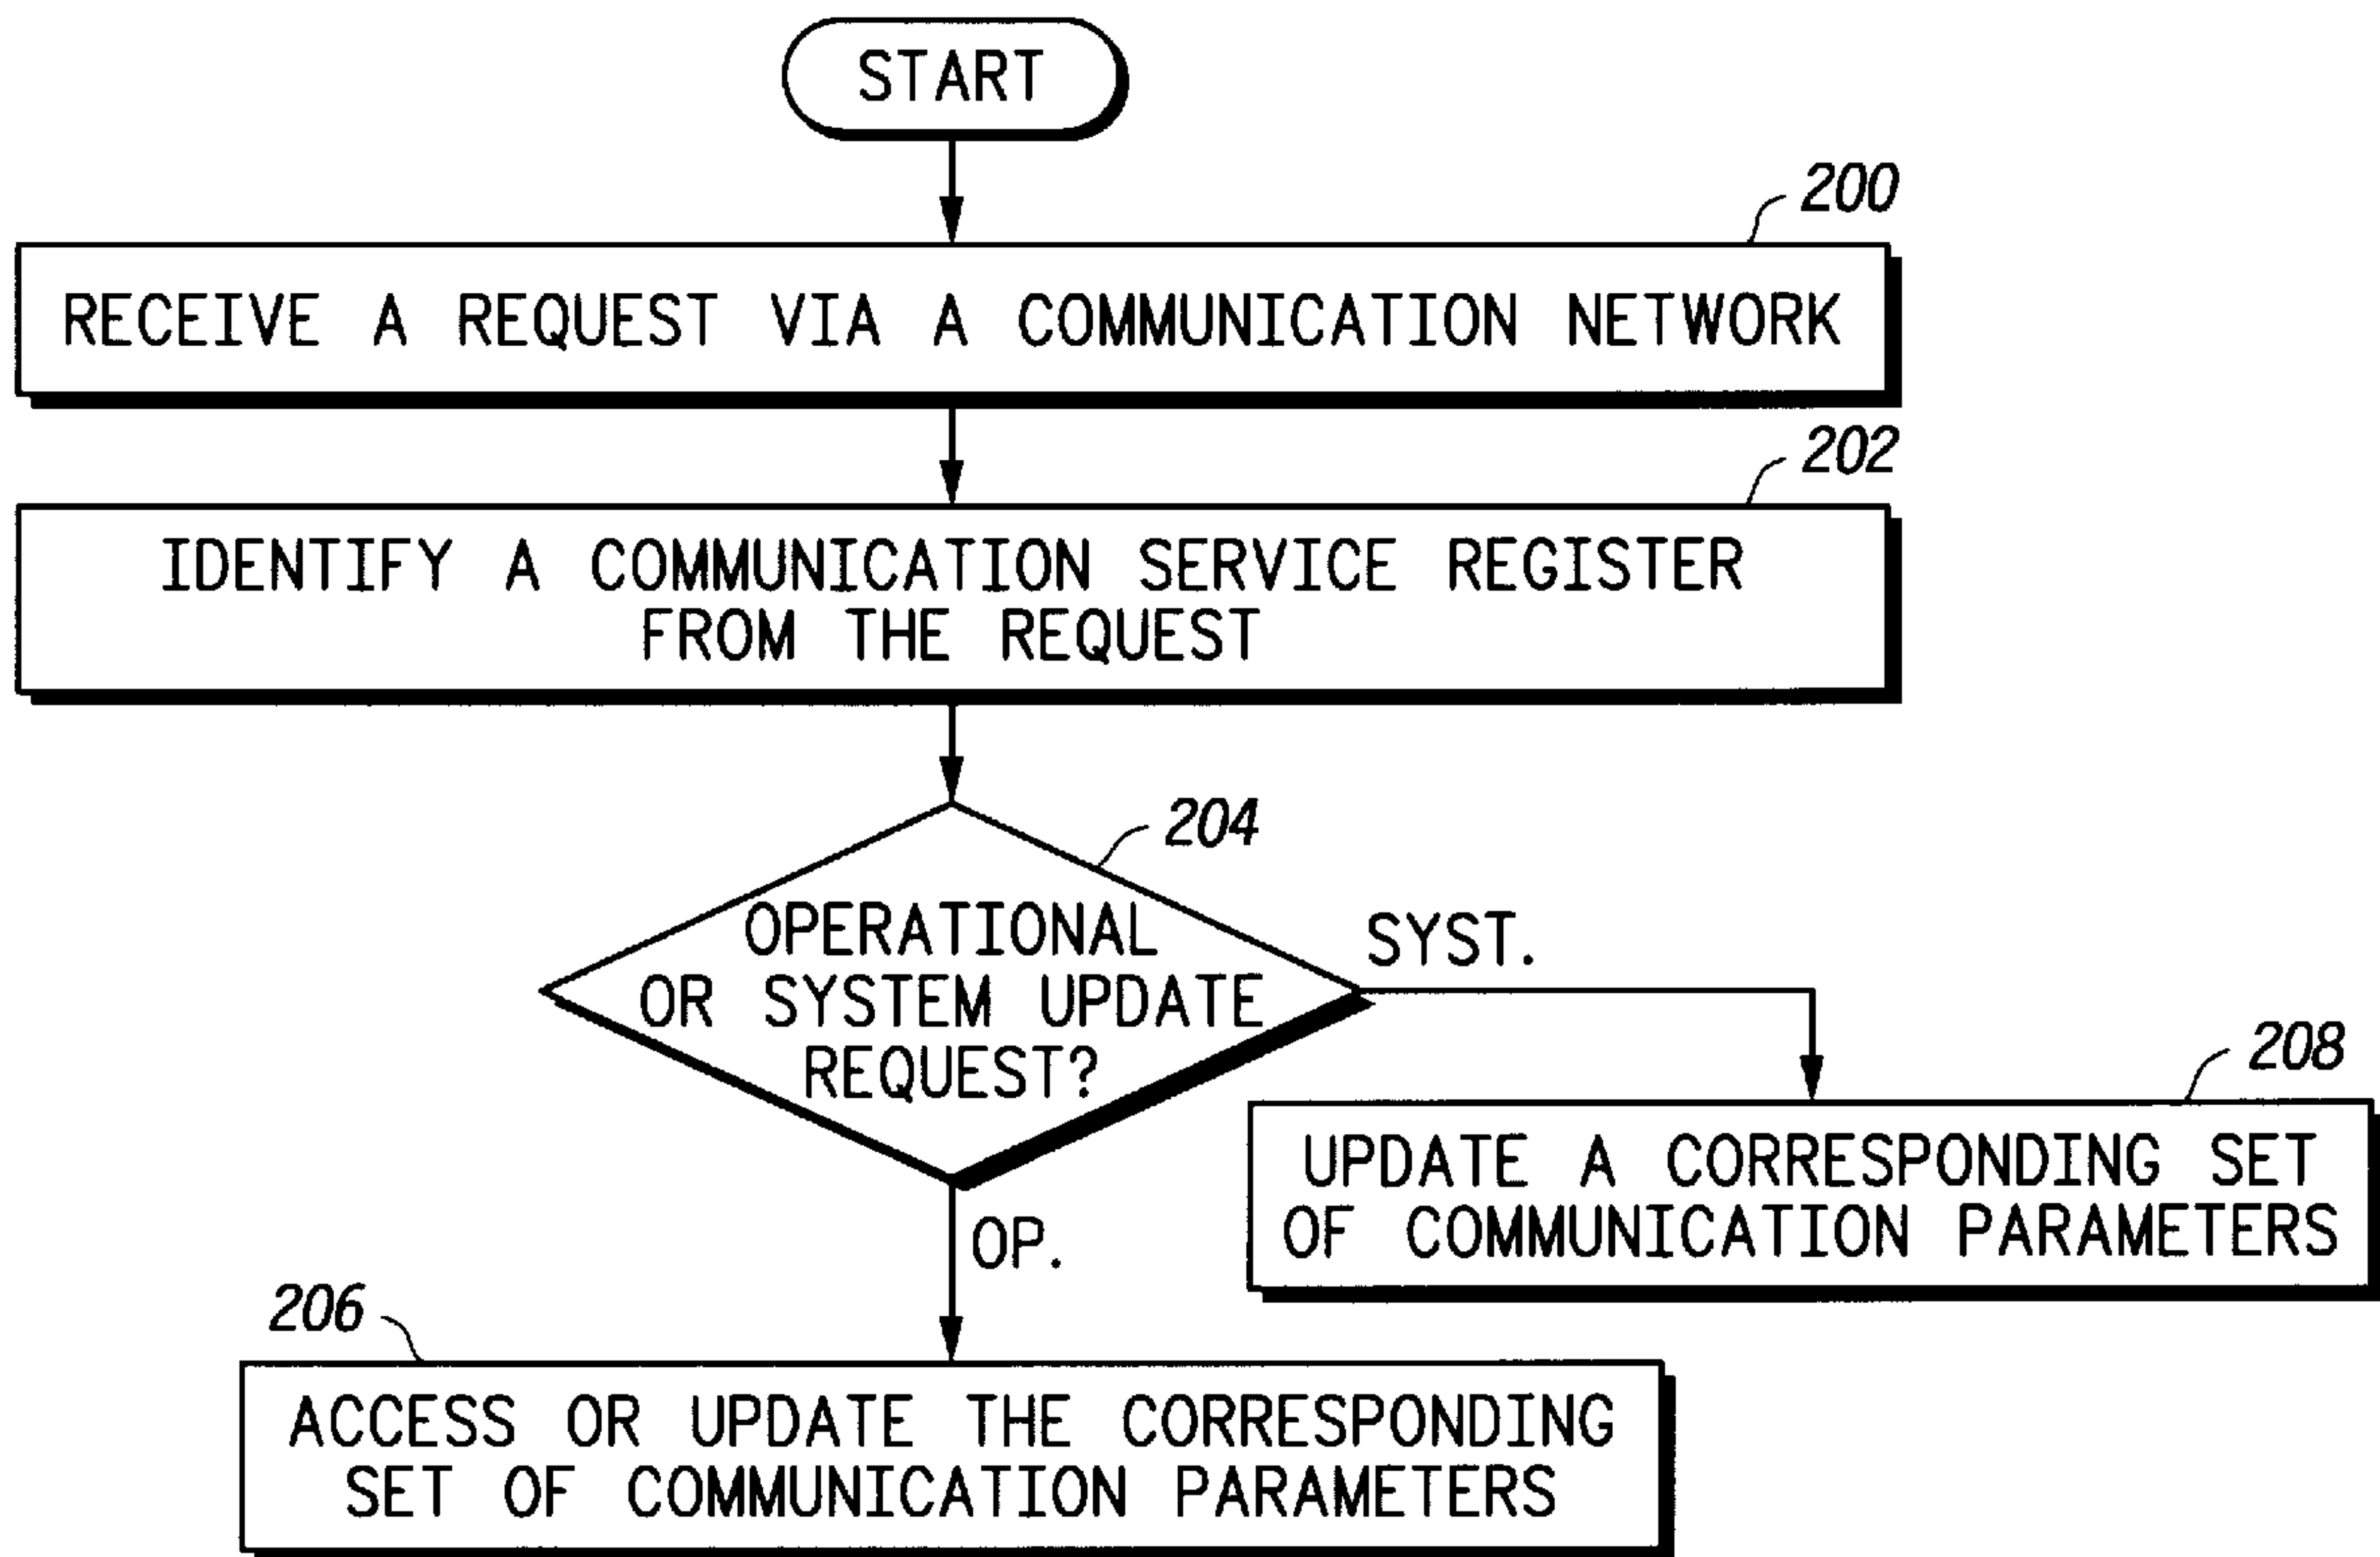 START
200
RECEIVE A REQUEST VIA A COMMUNICATION NETWORK
202
IDENTIFY A COMMUNICATION SERVICE REGISTER
FROM THE REQUEST
204
OPERATIONAL
OR SYSTEM UPDATE
REQUEST?
SYST.
208
UPDATE A CORRESPONDING SET
OF COMMUNICATION PARAMETERS
OP.
206
ACCESS OR UPDATE THE CORRESPONDING
SET OF COMMUNICATION PARAMETERS